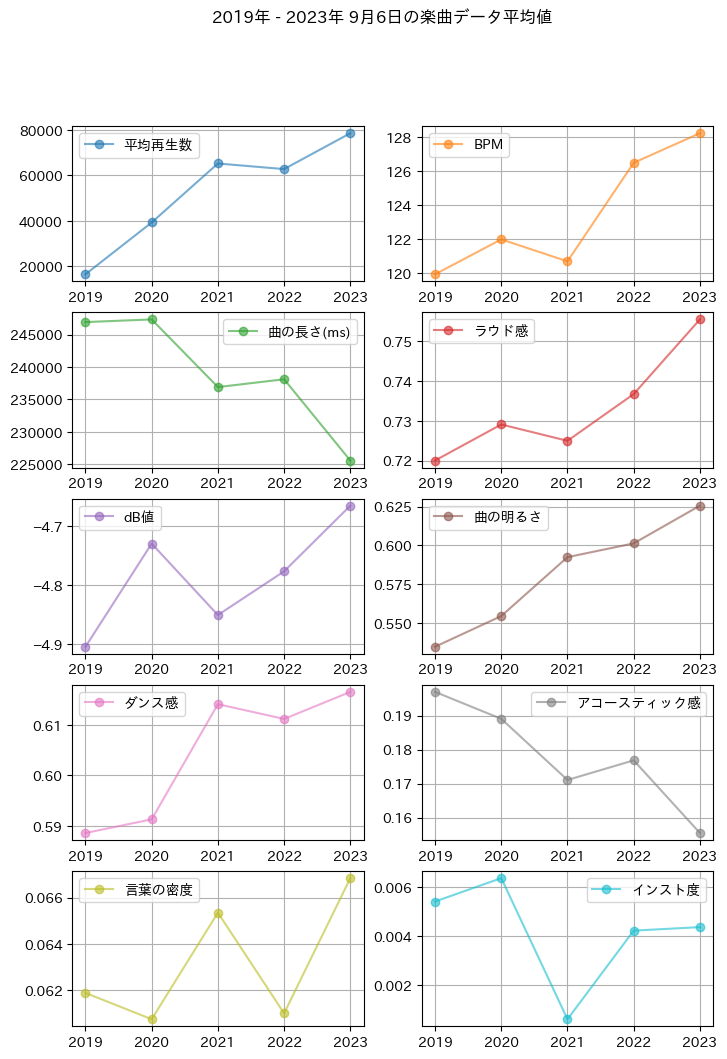 2019年 - 2023年 9月6日の楽曲データ平均値
80000
60000
40000
20000
平均再生数
2019 2020 2021 2022 2023
128
126
124
122
120
BPM
2019 2020 2021 2022 2023
245000
240000
235000
230000
225000
曲の長さ(ms)
2019 2020 2021 2022 2023
0.75
0.74
0.73
0.72
ラウド感
2019 2020 2021 2022 2023
−4.7
−4.8
−4.9
dB値
2019 2020 2021 2022 2023
0.625
0.600
0.575
0.550
曲の明るさ
2019 2020 2021 2022 2023
0.61
0.60
0.59
ダンス感
2019 2020 2021 2022 2023
0.19
0.18
0.17
0.16
アコースティック感
2019 2020 2021 2022 2023
0.066
0.064
0.062
言葉の密度
2019 2020 2021 2022 2023
0.006
0.004
0.002
インスト度
2019 2020 2021 2022 2023